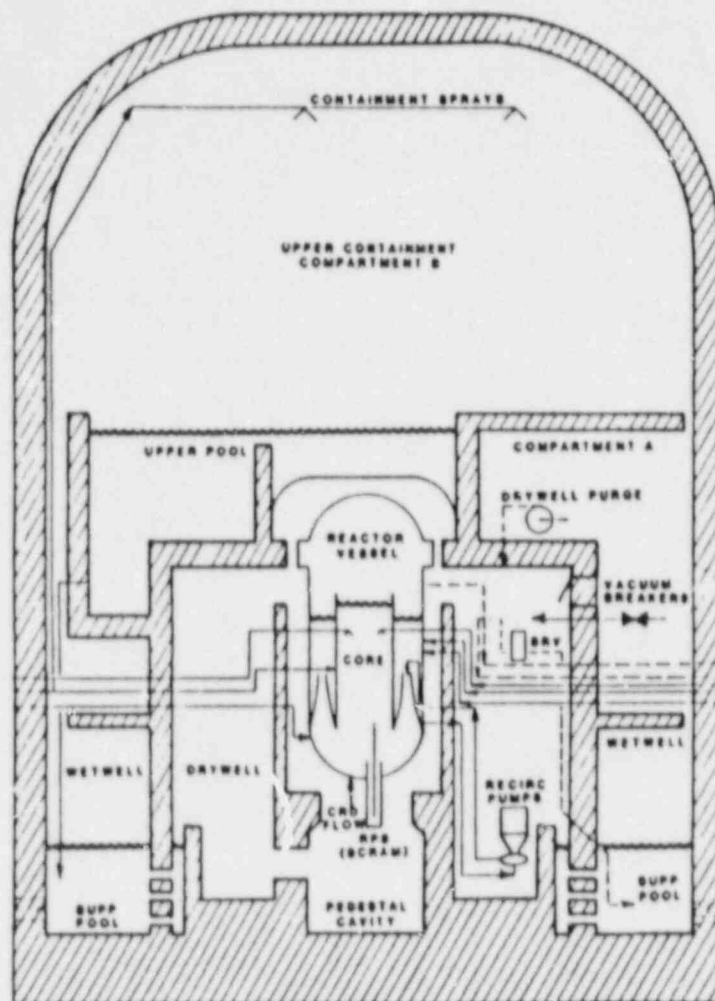 CONTAINMENT SPRAYS
UPPER CONTAINMENT
COMPARTMENT B
UPPER POOL
COMPARTMENT A
DRYWELL PURGE
REACTOR
VESSEL
VACUUM
BREAKERS
SRV
CORE
WETWELL
DRYWELL
WETWELL
RECIRC
PUMPS
CRD
FLOW
RPS
(SCRAM)
SUPP
POOL
PEDESTAL
CAVITY
SUPP
POOL